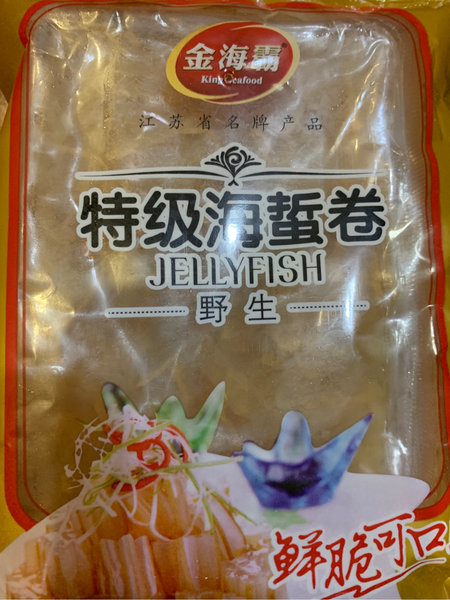 金海霸
King Seafood
江苏省名牌产品
特级海蜇卷
JELLYFISH
野生
鲜脆可口